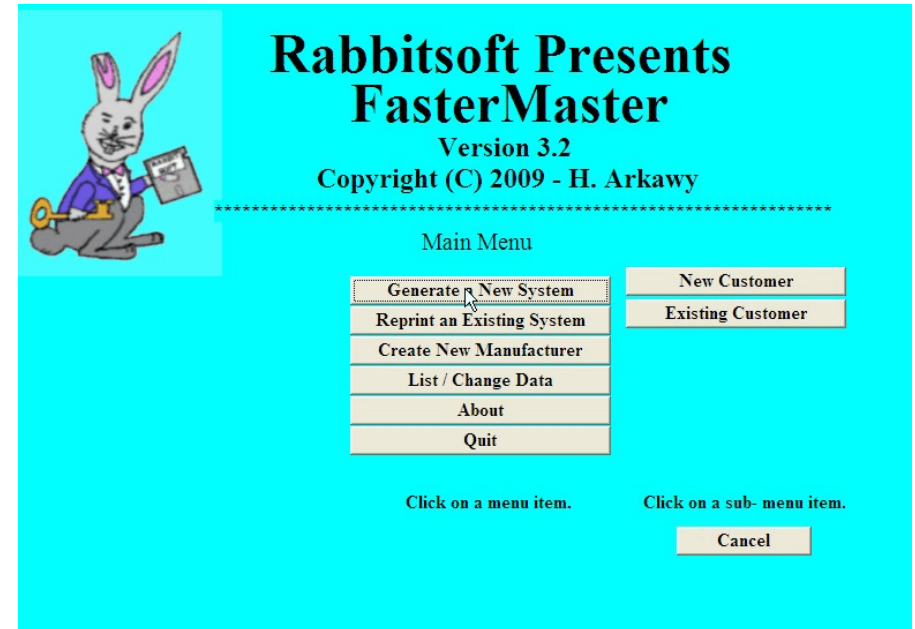 Rabbitsoft Presents
FasterMaster
Version 3.2
Copyright (C) 2009 - H. Arkawy
**********************************************************************
Main Menu
Generate a New System
Reprint an Existing System
Create New Manufacturer
List / Change Data
About
Quit
New Customer
Existing Customer
Click on a menu item.
Click on a sub- menu item.
Cancel